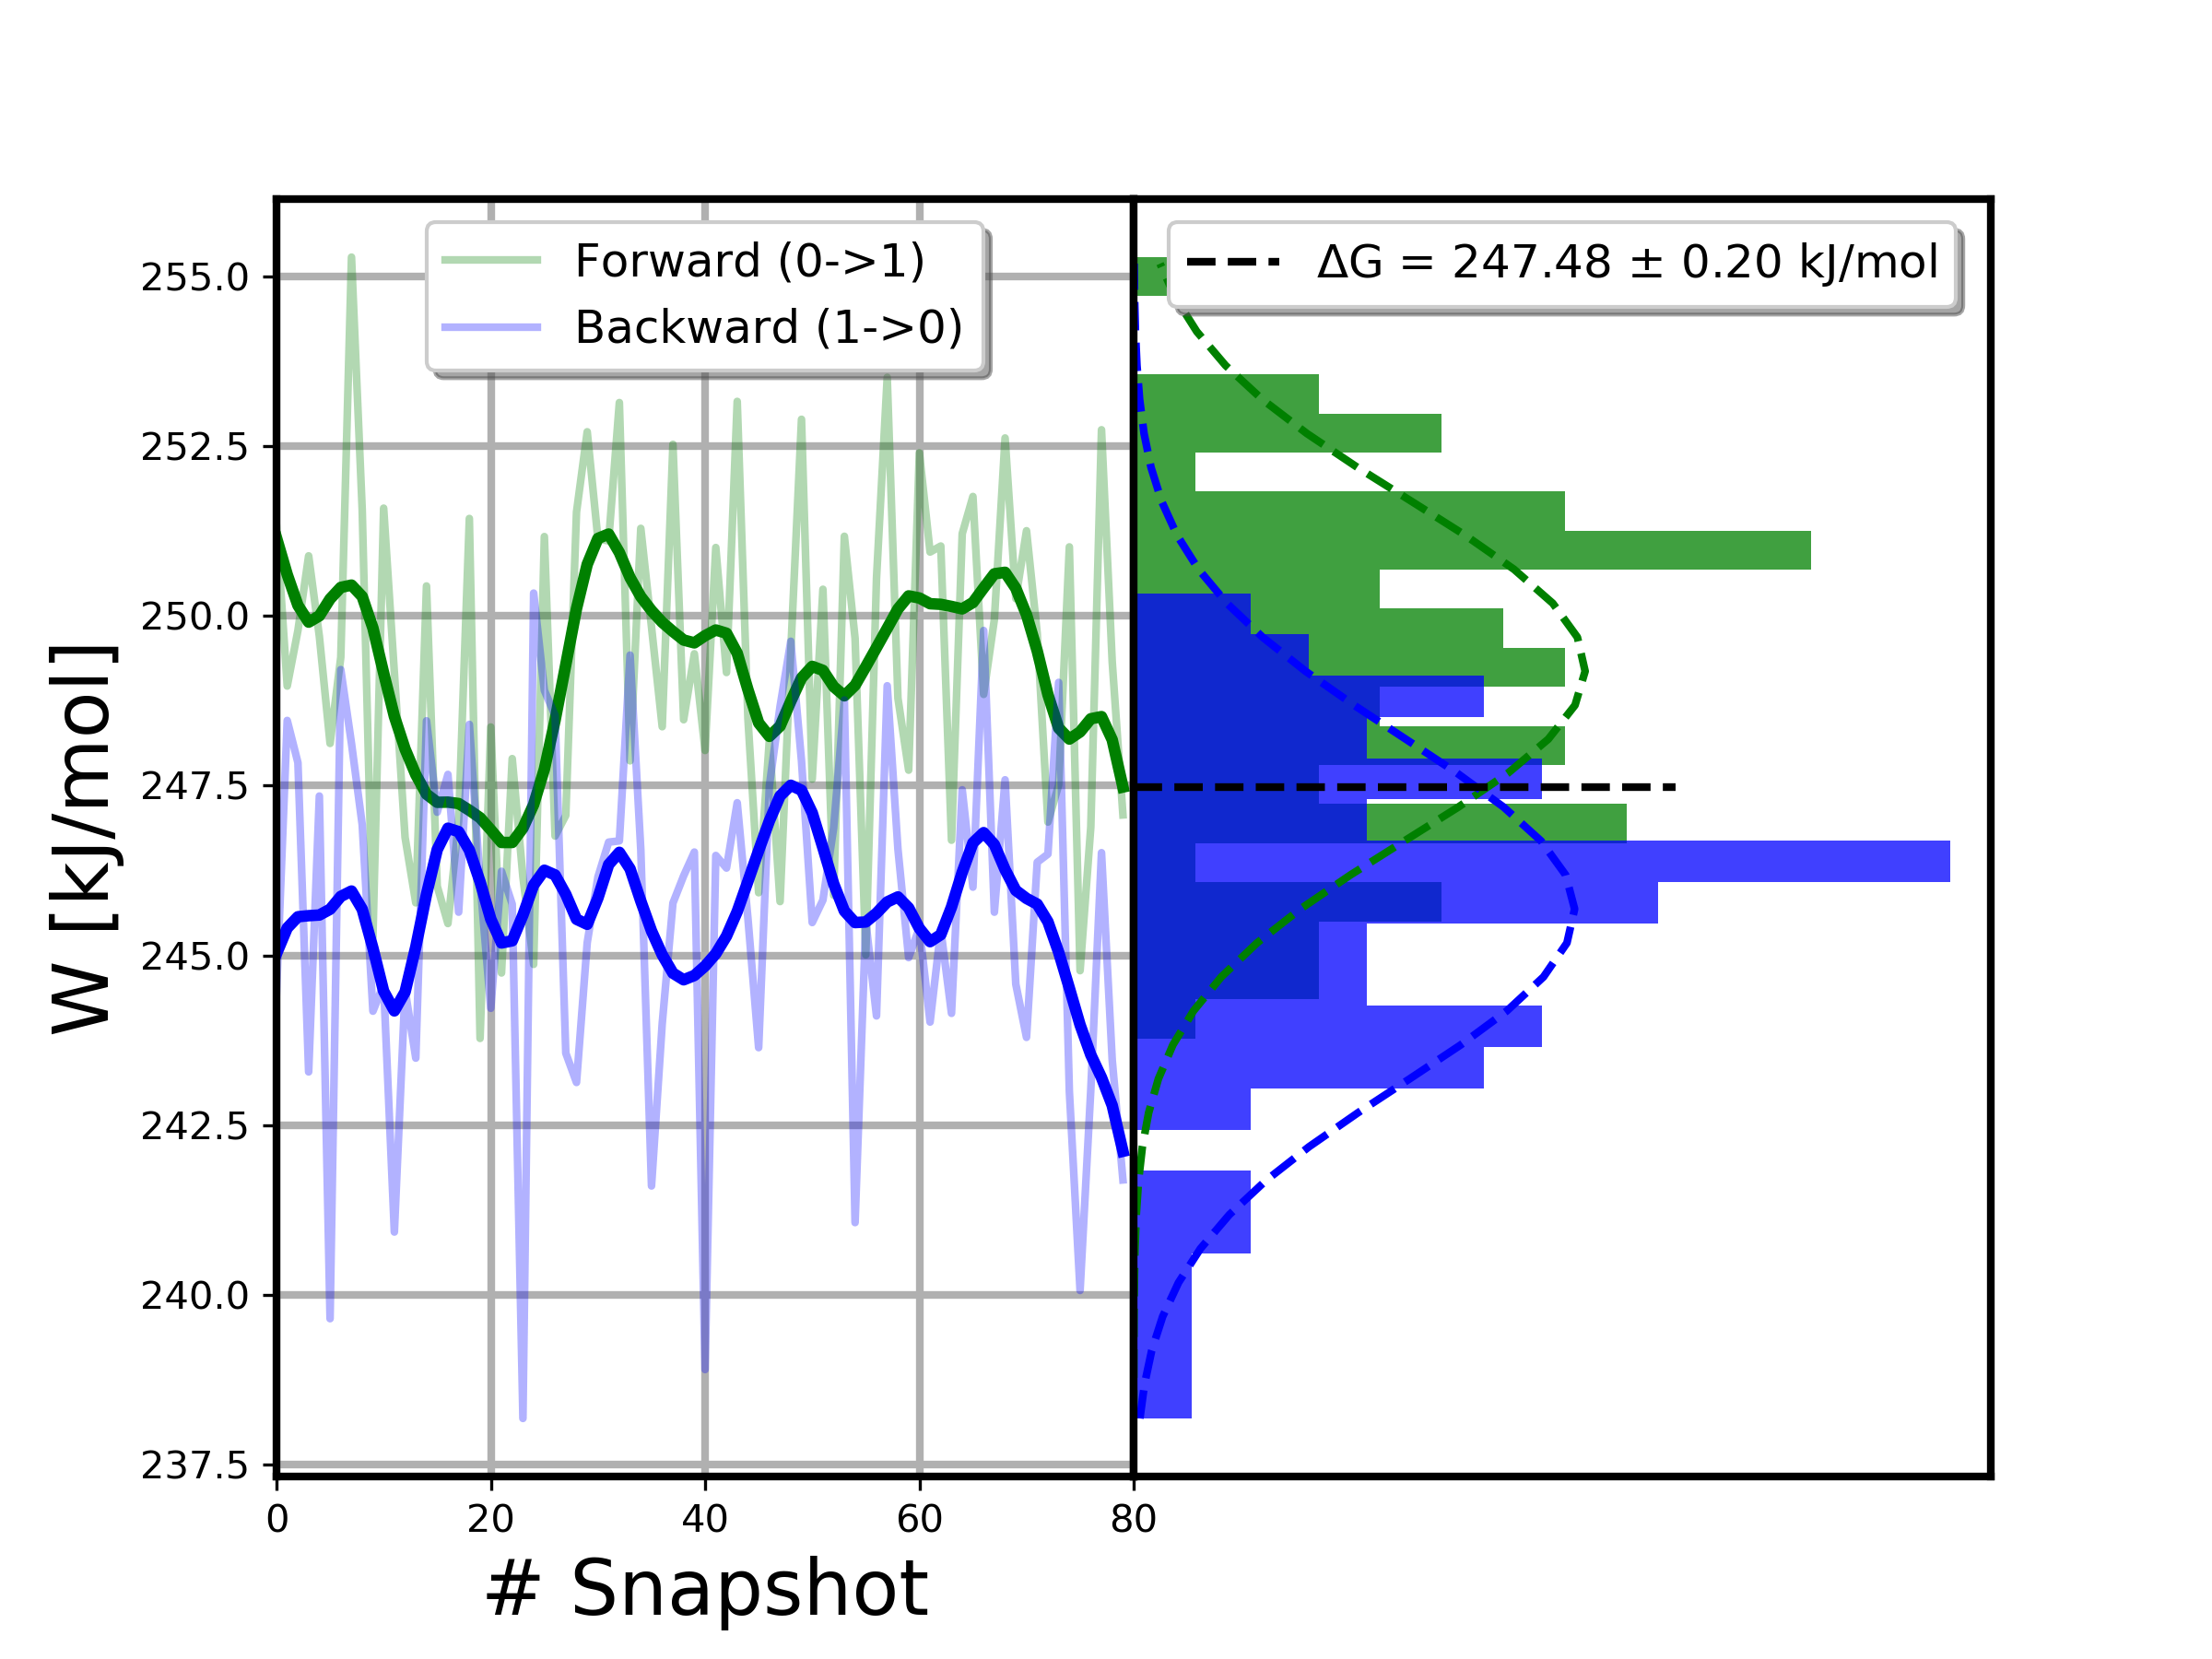 Forward (0->1)
Backward (1->0)
ΔG = 247.48 ± 0.20 kJ/mol
255.0
252.5
250.0
247.5
245.0
242.5
240.0
237.5
W [kJ/mol]
0 20 40 60 80
# Snapshot